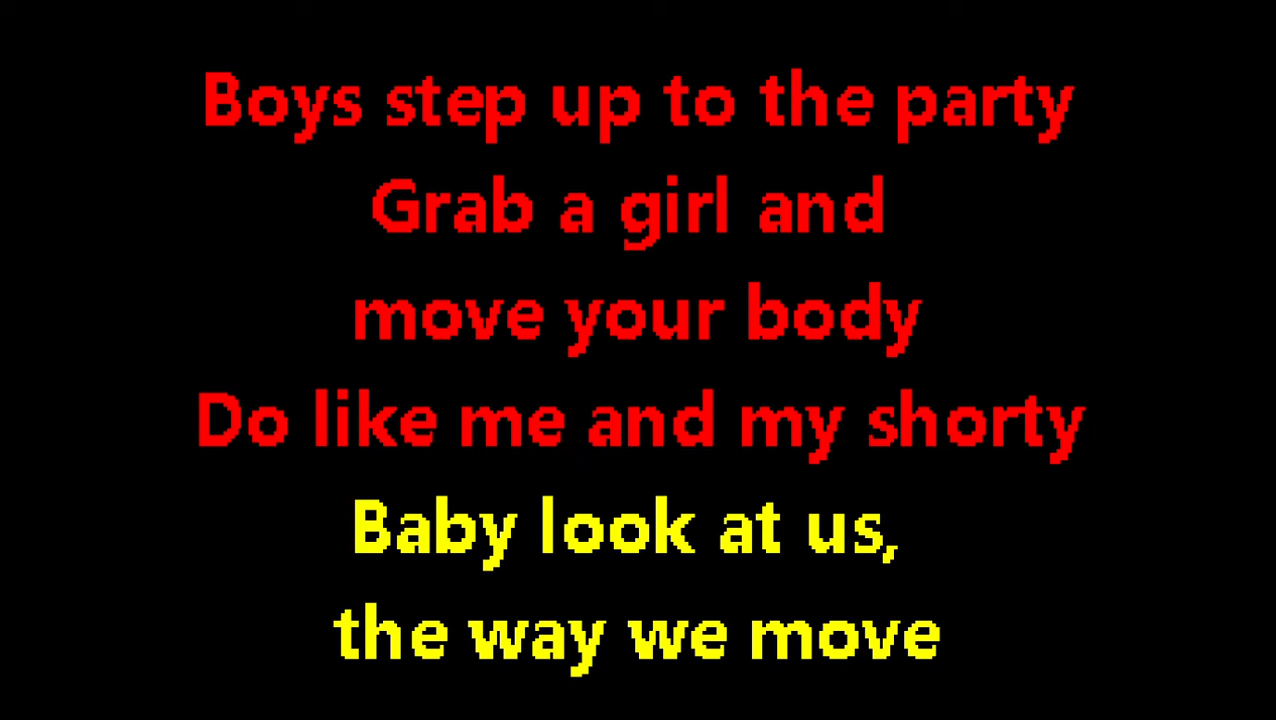 Boys step up to the party
Grab a girl and
move your body
Do like me and my shorty
Baby look at us,
the way we move